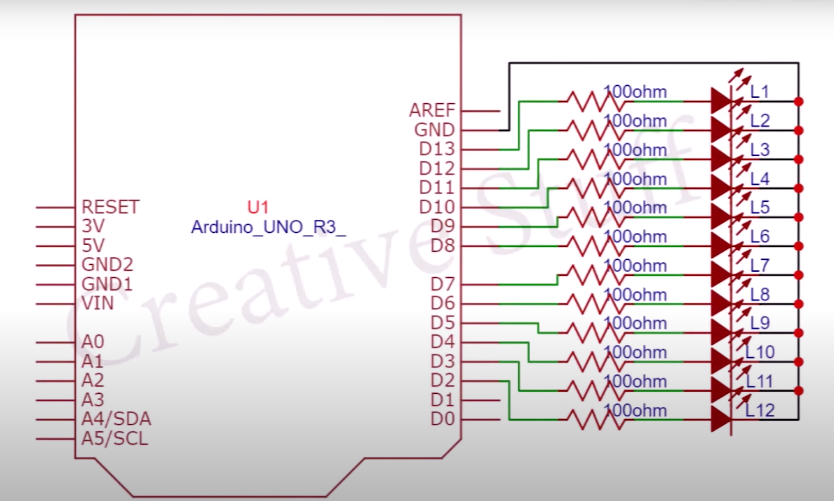 AREF
GND
D13
D12
D11
D10
D9
D8
D7
D6
D5
D4
D3
D2
D1
D0
RESET
3V
5V
GND2
GND1
VIN
A0
A1
A2
A3
A4/SDA
A5/SCL
U1
Arduino_UNO_R3_
100ohm L1
100ohm L2
100ohm L3
100ohm L4
100ohm L5
100ohm L6
100ohm L7
100ohm L8
100ohm L9
100ohm L10
100ohm L11
100ohm L12
Creative Stuff